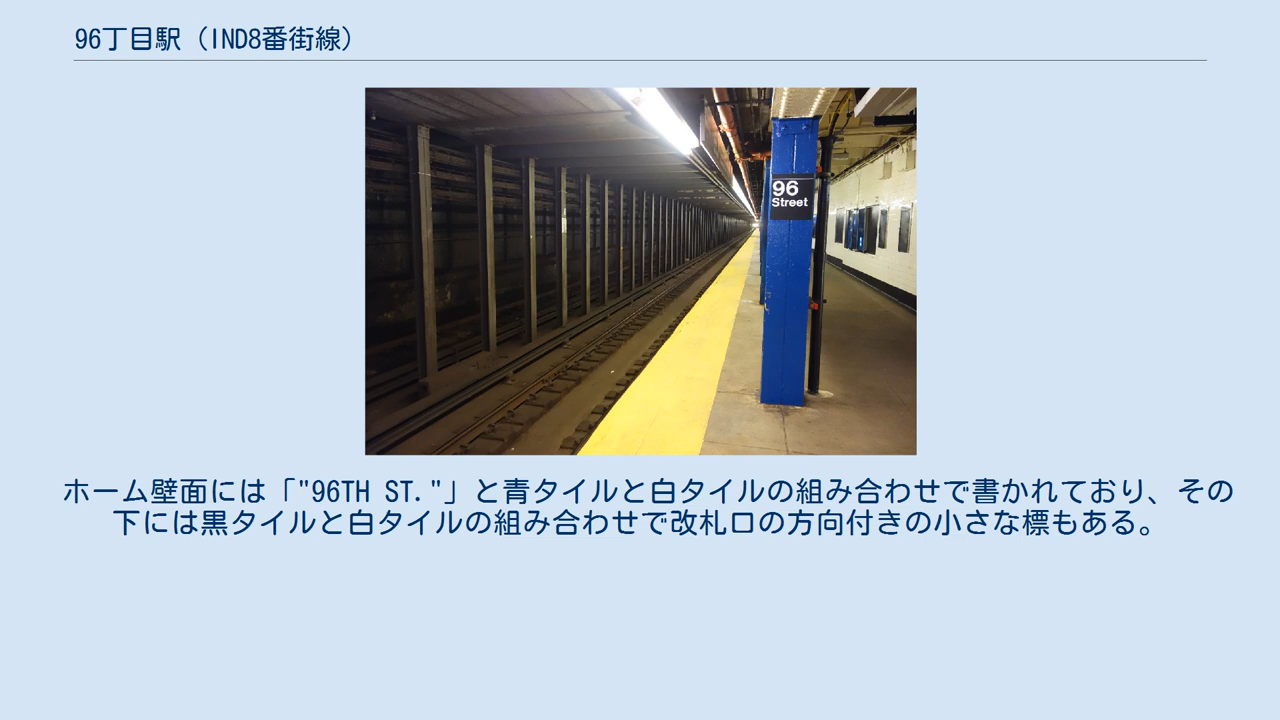 96丁目駅（IND8番街線）
96
Street
ホーム壁面には「"96TH ST."」と青タイルと白タイルの組み合わせで書かれており、その
下には黒タイルと白タイルの組み合わせで改札口の方向付きの小さな標もある。